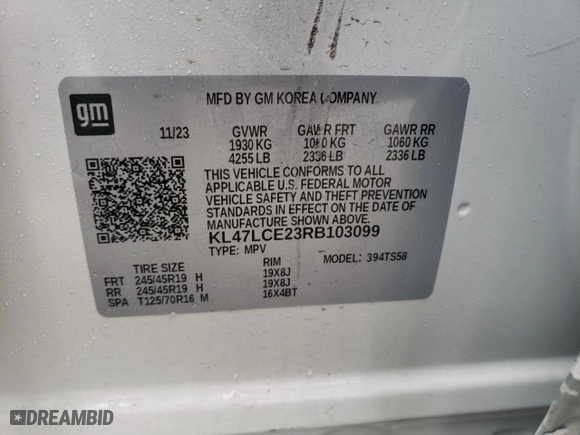 gm
MFD BY GM KOREA COMPANY
11/23 GVWR GAWR FRT GAWR RR
1930 KG 1060 KG 1060 KG
4255 LB 2336 LB 2336 LB
THIS VEHICLE CONFORMS TO ALL
APPLICABLE U.S. FEDERAL MOTOR
VEHICLE SAFETY AND THEFT PREVENTION
STANDARDS IN EFFECT ON THE DATE OF
MANUFACTURE SHOWN ABOVE.
KL47LCE23RB103099
TYPE: MPV MODEL: 394TS58
TIRE SIZE RIM
FRT 245/45R19 H 19X8J
RR 245/45R19 H 19X8J
SPA T125/70R16 M 16X4BT
DREAMBID